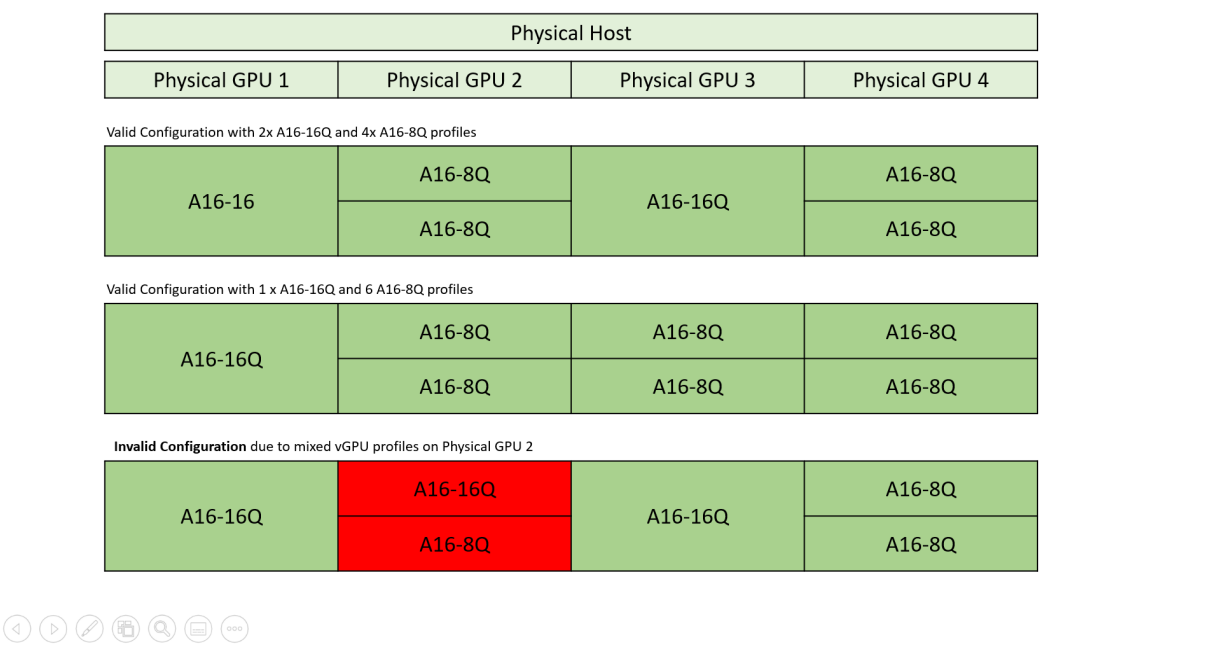 Physical Host
Physical GPU 1 Physical GPU 2 Physical GPU 3 Physical GPU 4
Valid Configuration with 2x A16-16Q and 4x A16-8Q profiles
A16-8Q A16-8Q
A16-16 A16-16Q
A16-8Q A16-8Q
Valid Configuration with 1 x A16-16Q and 6 A16-8Q profiles
A16-8Q A16-8Q A16-8Q
A16-16Q
A16-8Q A16-8Q A16-8Q
Invalid Configuration due to mixed vGPU profiles on Physical GPU 2
A16-16Q A16-8Q
A16-16Q A16-16Q
A16-8Q A16-8Q